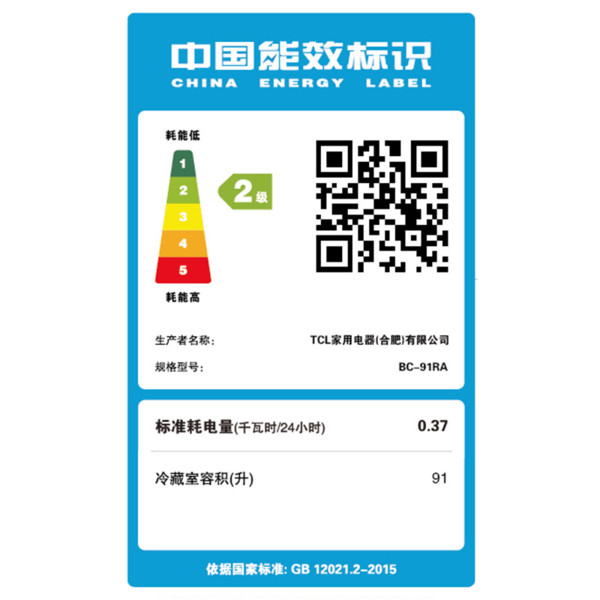 中国能效标识
CHINA ENERGY LABEL
耗能低
1
2
3
4
5
2级
耗能高
生产者名称: TCL家用电器(合肥)有限公司
规格型号: BC-91RA
标准耗电量(千瓦时/24小时) 0.37
冷藏室容积(升) 91
依据国家标准: GB 12021.2-2015